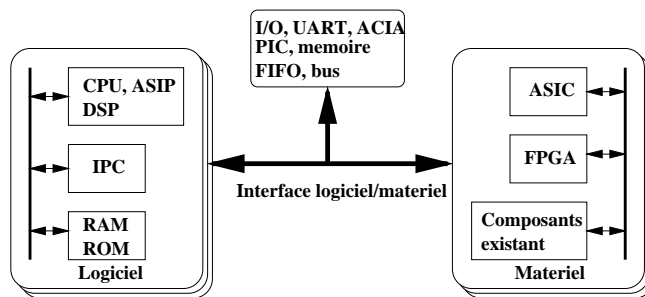 I/O, UART, ACIA
PIC, memoire
FIFO, bus
CPU, ASIP
DSP
IPC
RAM
ROM
Logiciel
Interface logiciel/materiel
ASIC
FPGA
Composants
existant
Materiel